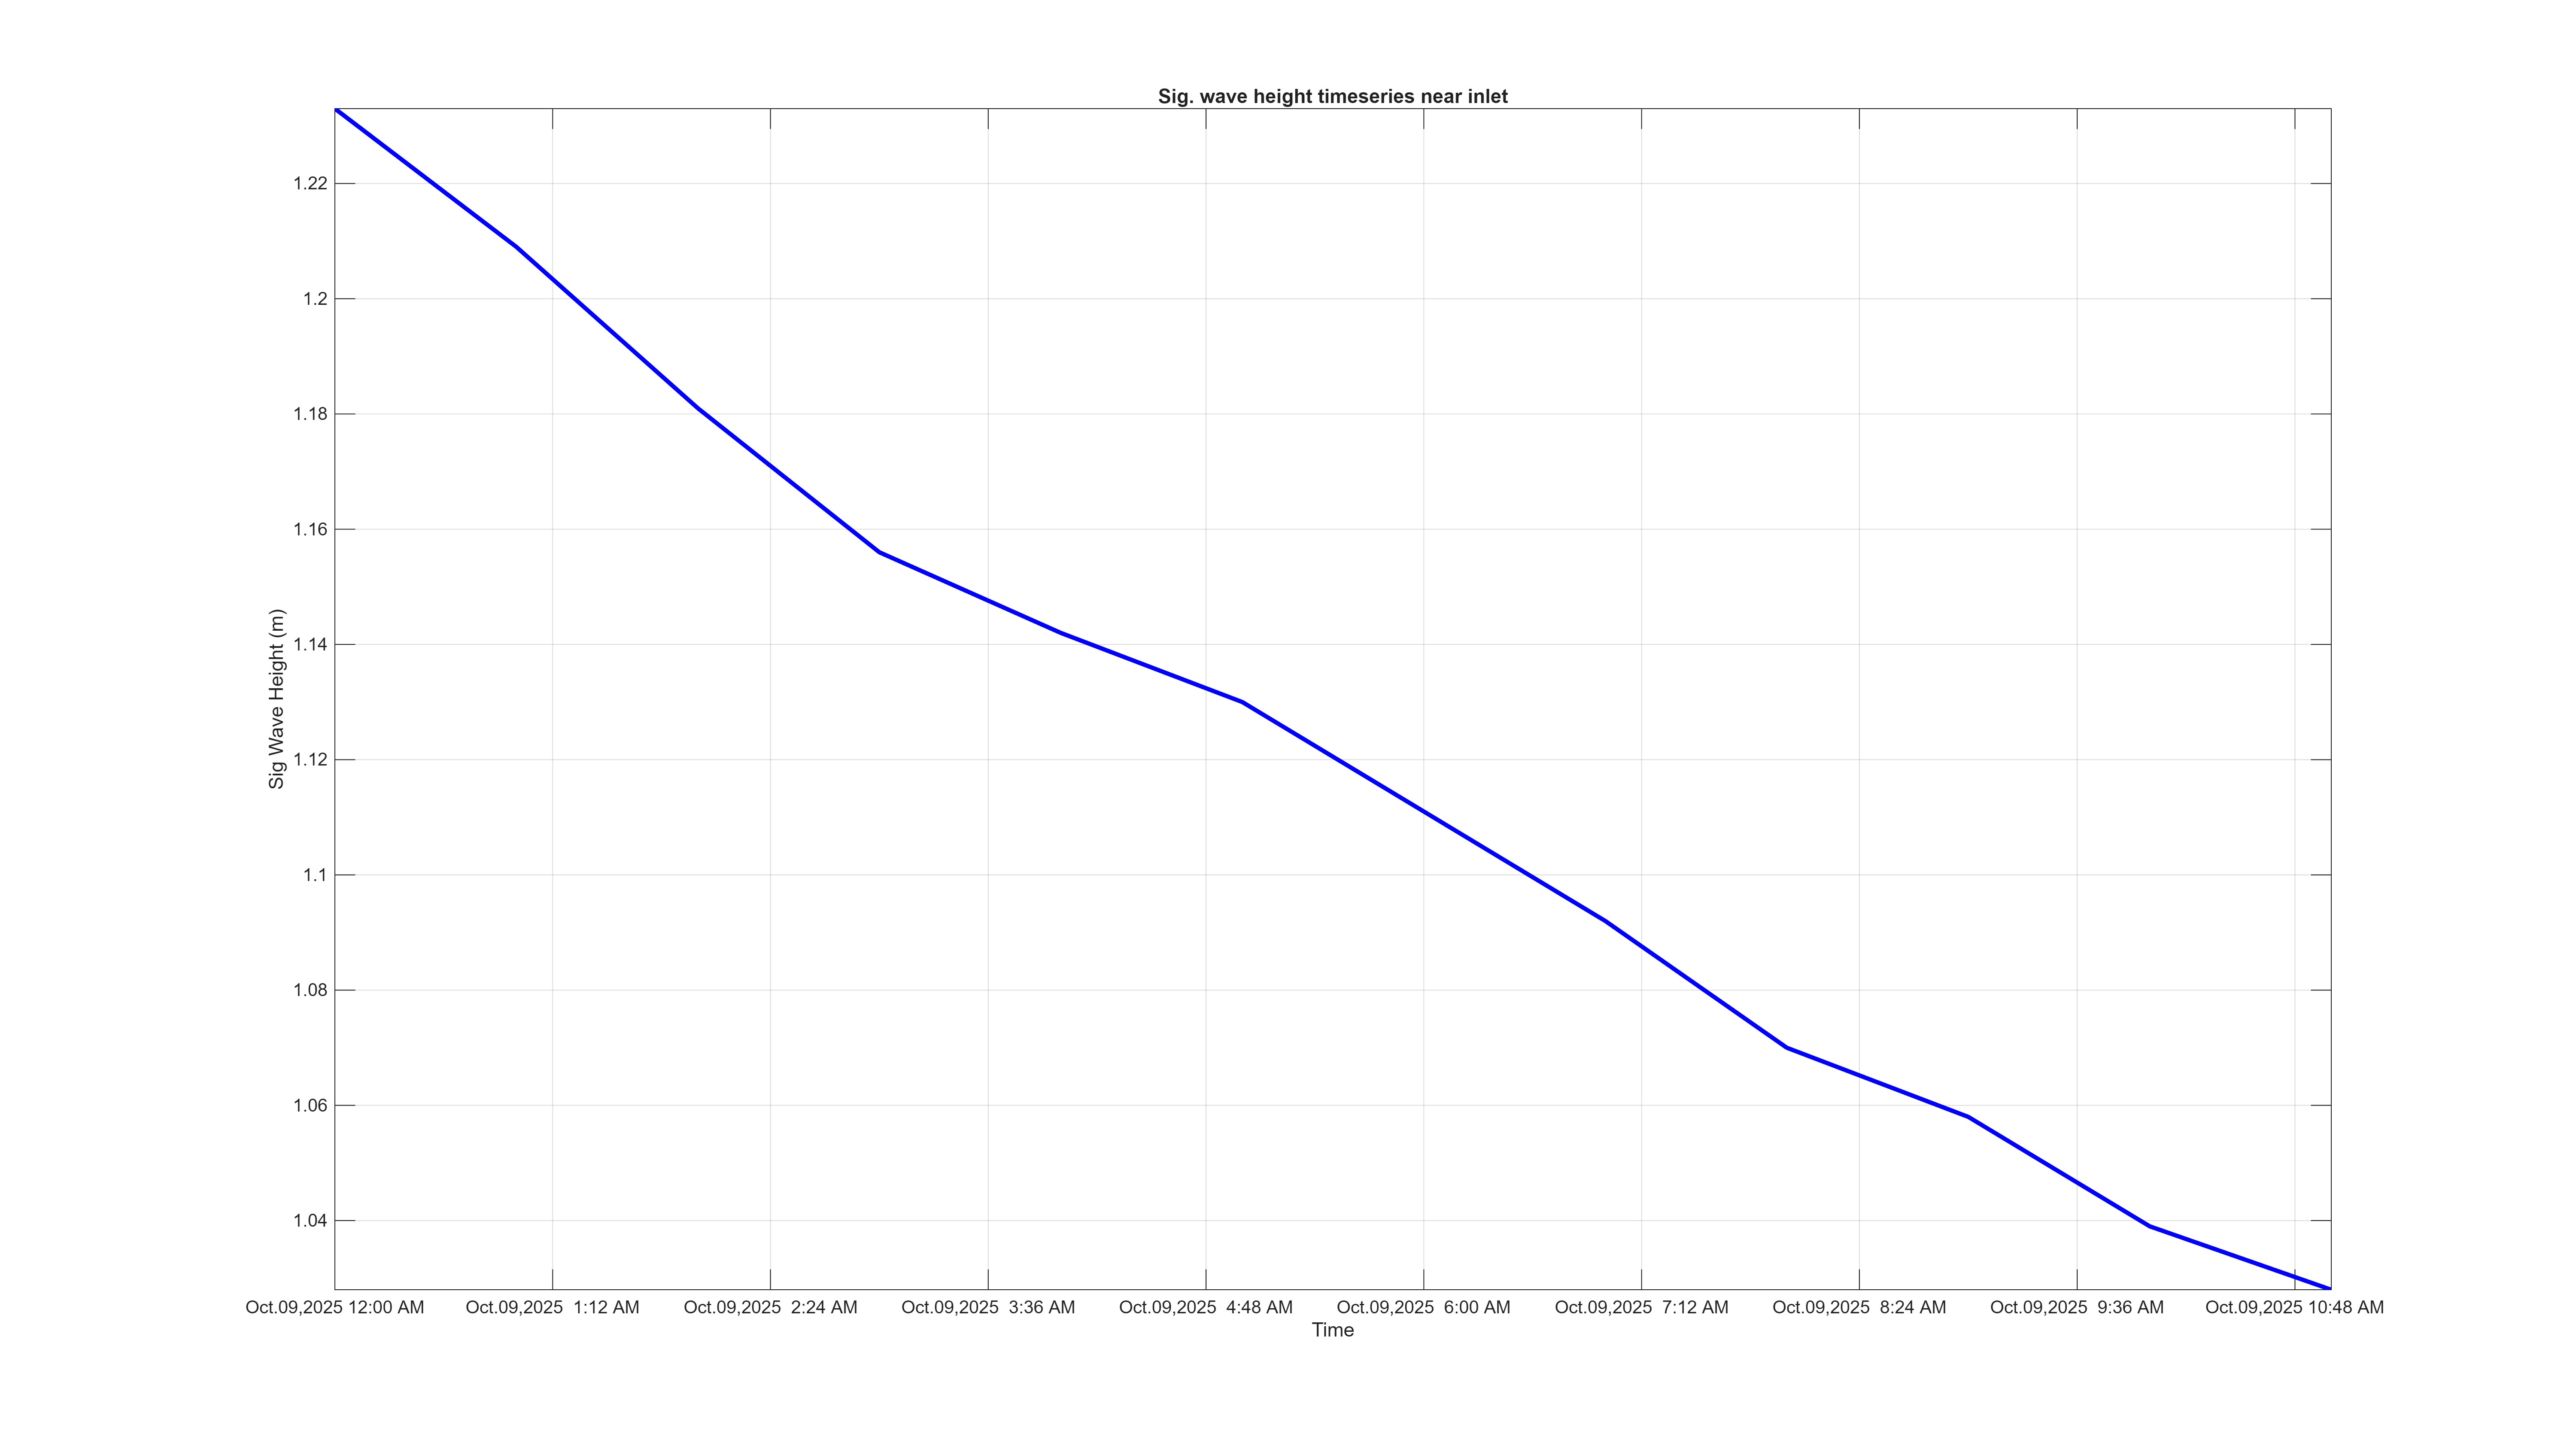 Sig. wave height timeseries near inlet
1.22
1.2
1.18
1.16
1.14
1.12
1.1
1.08
1.06
1.04
Sig Wave Height (m)
Oct.09,2025 12:00 AM Oct.09,2025  1:12 AM Oct.09,2025  2:24 AM Oct.09,2025  3:36 AM Oct.09,2025  4:48 AM Oct.09,2025  6:00 AM Oct.09,2025  7:12 AM Oct.09,2025  8:24 AM Oct.09,2025  9:36 AM Oct.09,2025 10:48 AM
Time